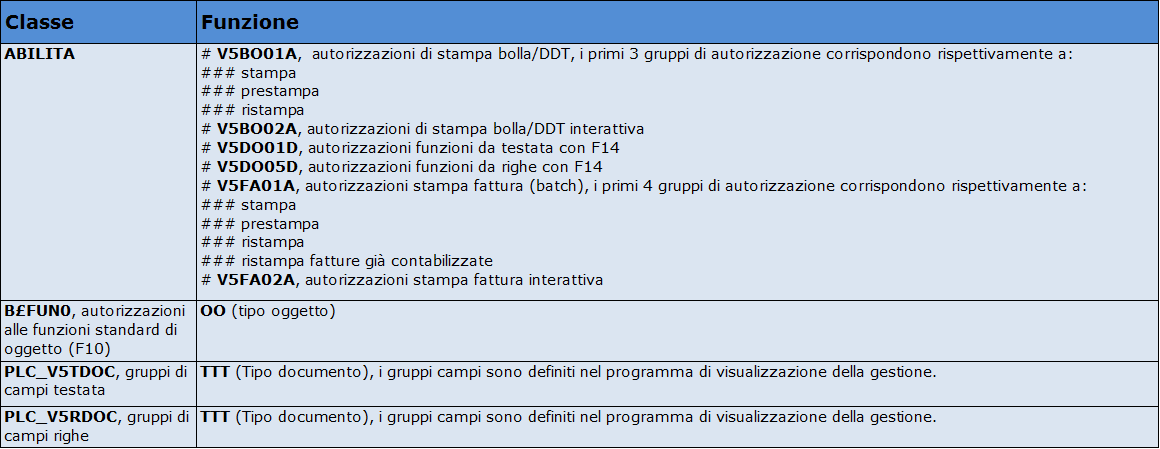 Classe
Funzione
ABILITA
# V5BO01A,  autorizzazioni di stampa bolla/DDT, i primi 3 gruppi di autorizzazione corrispondono rispettivamente a:
### stampa
### prestampa
### ristampa
# V5BO02A, autorizzazioni di stampa bolla/DDT interattiva
# V5DO01D, autorizzazioni funzioni da testata con F14
# V5DO05D, autorizzazioni funzioni da righe con F14
# V5FA01A, autorizzazioni stampa fattura (batch), i primi 4 gruppi di autorizzazione corrispondono rispettivamente a:
### stampa
### prestampa
### ristampa
### ristampa fatture già contabilizzate
# V5FA02A, autorizzazioni stampa fattura interattiva
B£FUN0, autorizzazioni
alle funzioni standard di
oggetto (F10)
OO (tipo oggetto)
PLC_V5TDOC, gruppi di
campi testata
TTT (Tipo documento), i gruppi campi sono definiti nel programma di visualizzazione della gestione.
PLC_V5RDOC, gruppi di
campi righe
TTT (Tipo documento), i gruppi campi sono definiti nel programma di visualizzazione della gestione.